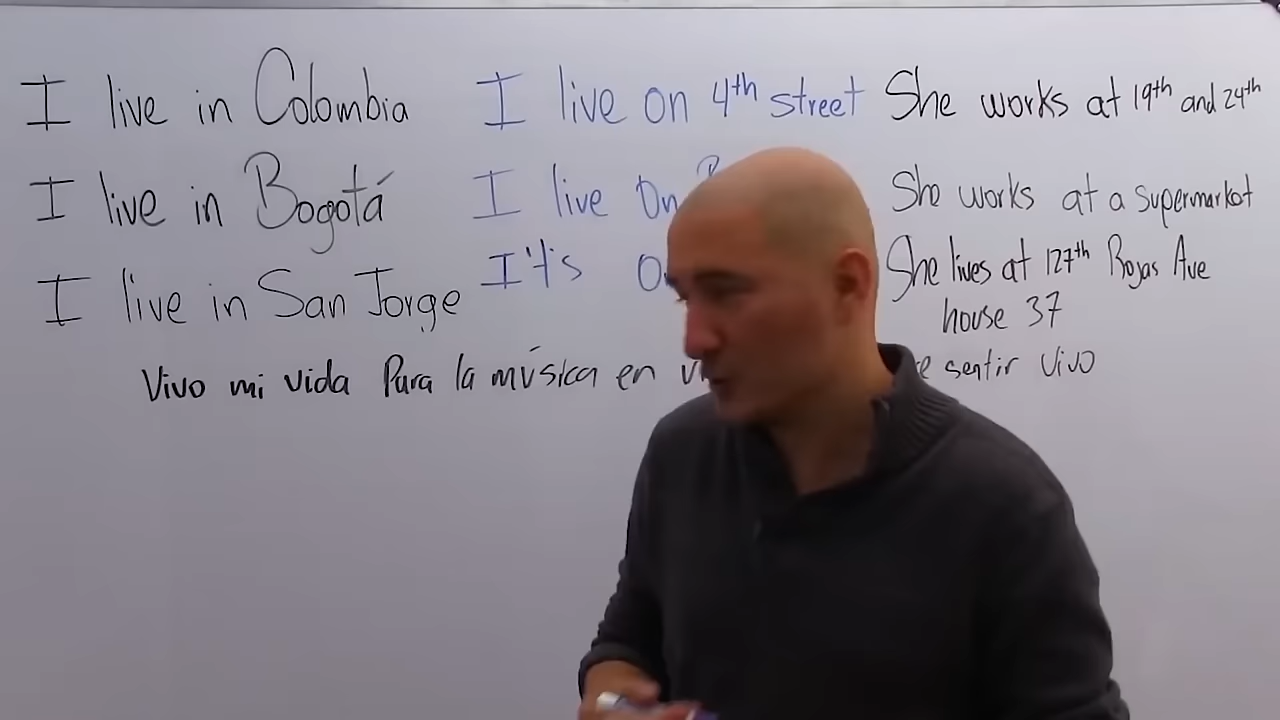 I live in Colombia
I live in Bogotá
I live in San Jorge
I live on 4th street
I live On
It's
She works at 19th and 24th
She works at a supermarket
She lives at 127th Rojas Ave
house 37
Vivo mi vida Para la música en
sentir vivo